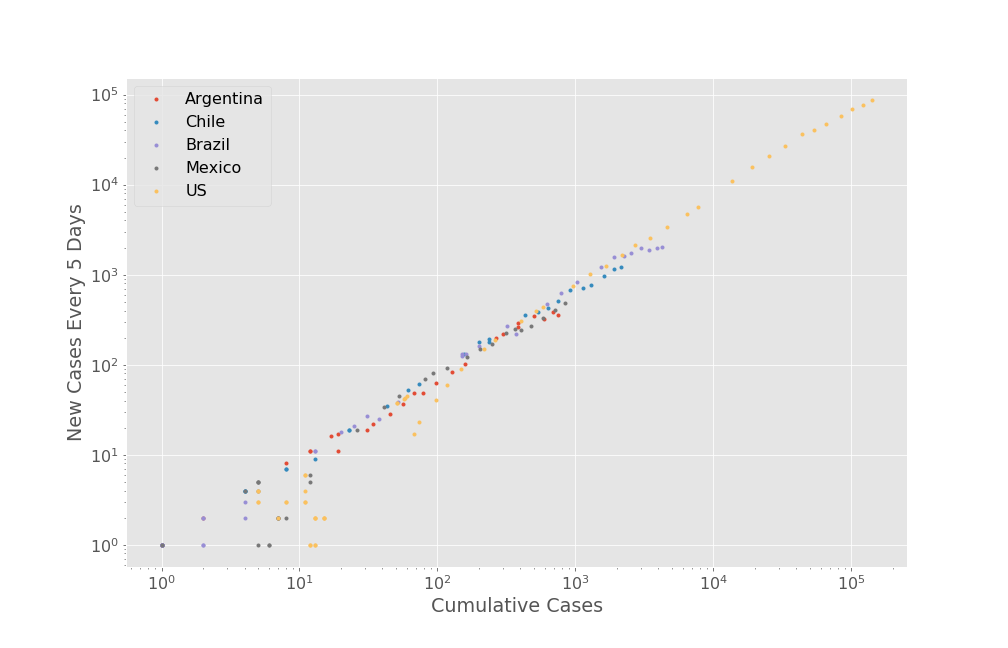 10⁵
10⁴
10³
10²
10¹
10⁰
New Cases Every 5 Days
Argentina
Chile
Brazil
Mexico
US
10⁰ 10¹ 10² 10³ 10⁴ 10⁵
Cumulative Cases